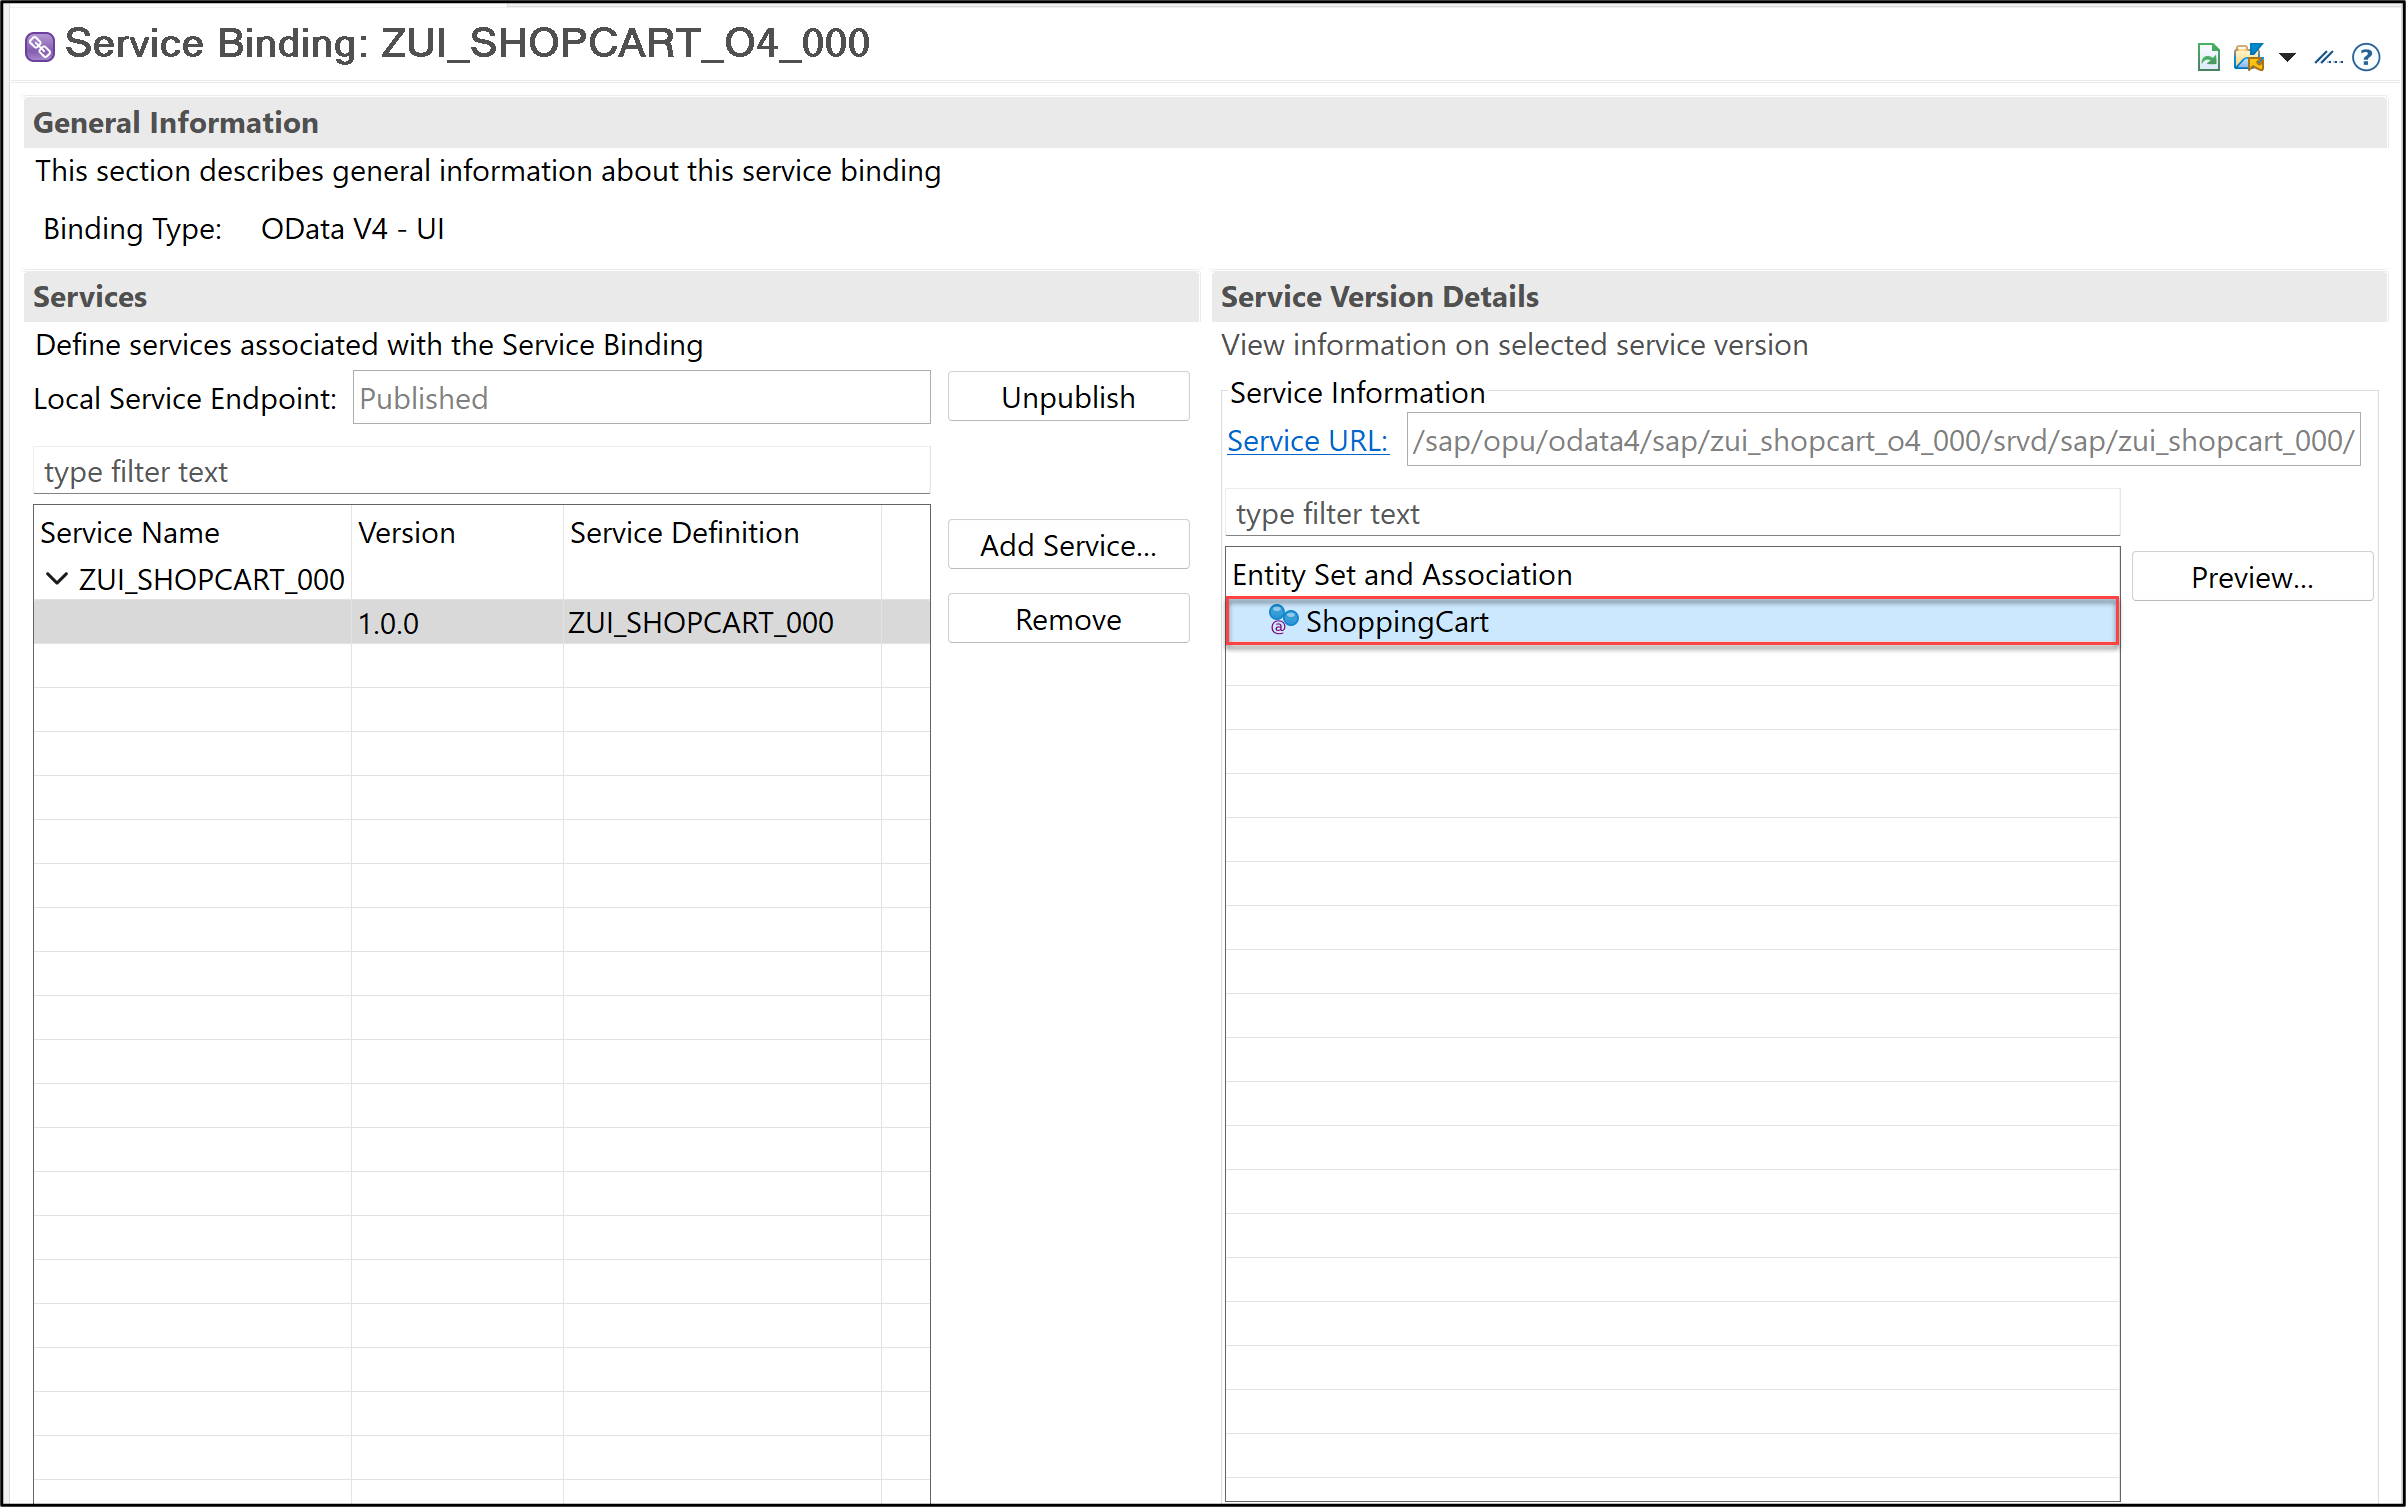 Service Binding: ZUI_SHOPCART_O4_000
General Information
This section describes general information about this service binding
Binding Type: OData V4 - UI
Services
Define services associated with the Service Binding
Local Service Endpoint: Published Unpublish
type filter text
Service Name Version Service Definition
Add Service...
ZUI_SHOPCART_000
1.0.0 ZUI_SHOPCART_000
Remove
Service Version Details
View information on selected service version
Service Information
Service URL: /sap/opu/odata4/sap/zui_shopcart_o4_000/srvd/sap/zui_shopcart_000/
type filter text
Entity Set and Association
Preview...
@ ShoppingCart